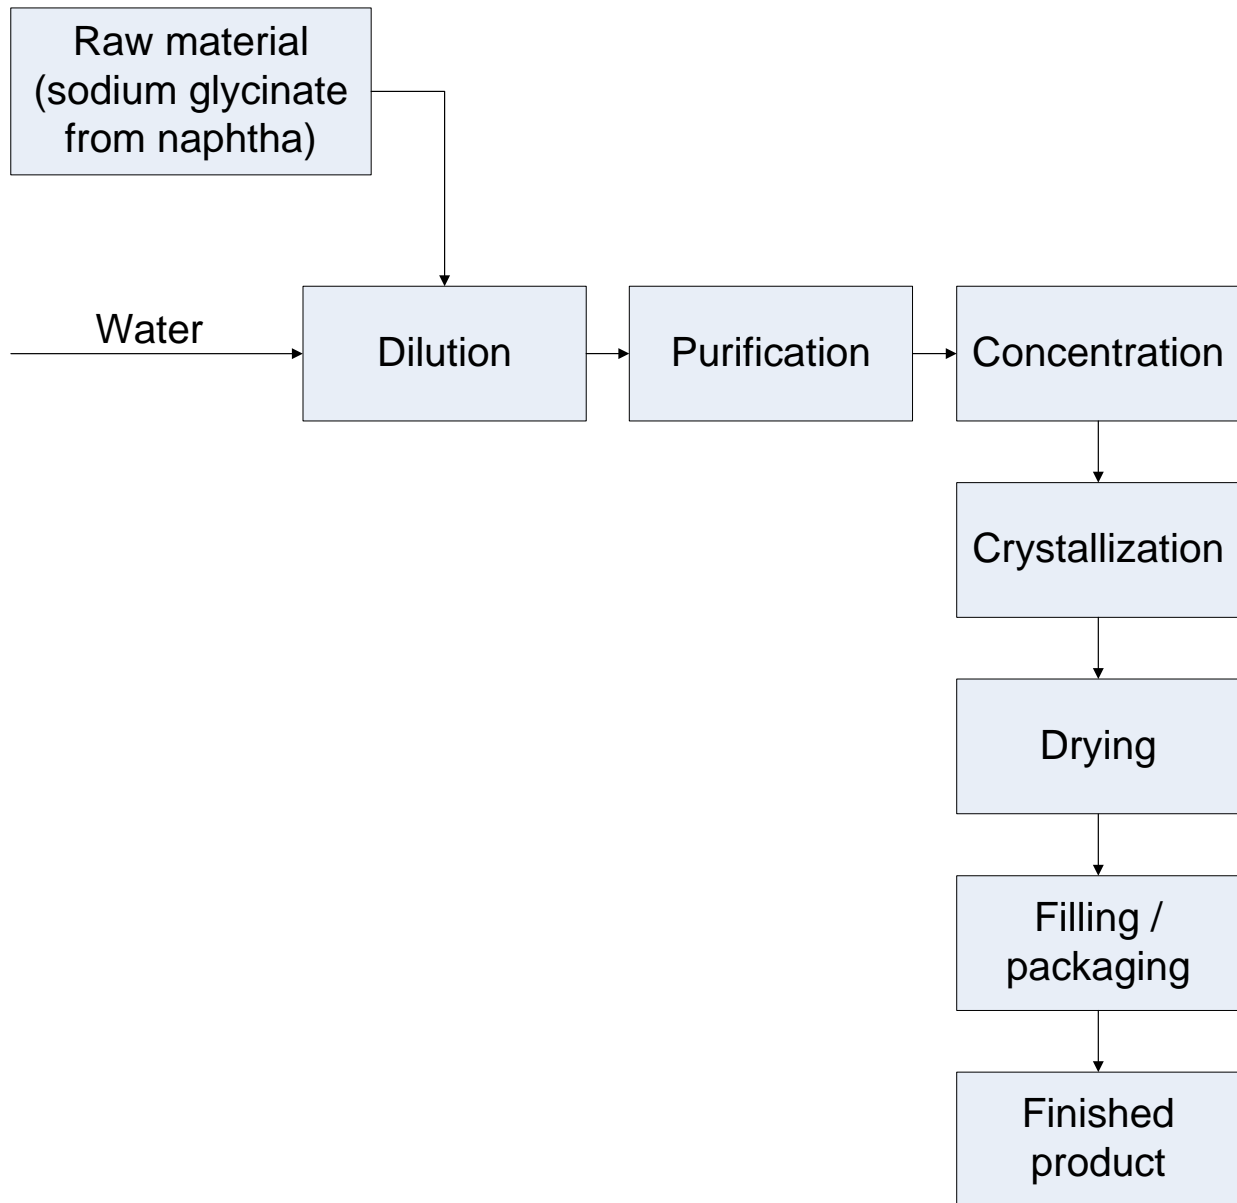 Raw material
(sodium glycinate
from naphtha)
Water
Dilution
Purification
Concentration
Crystallization
Drying
Filling /
packaging
Finished
product